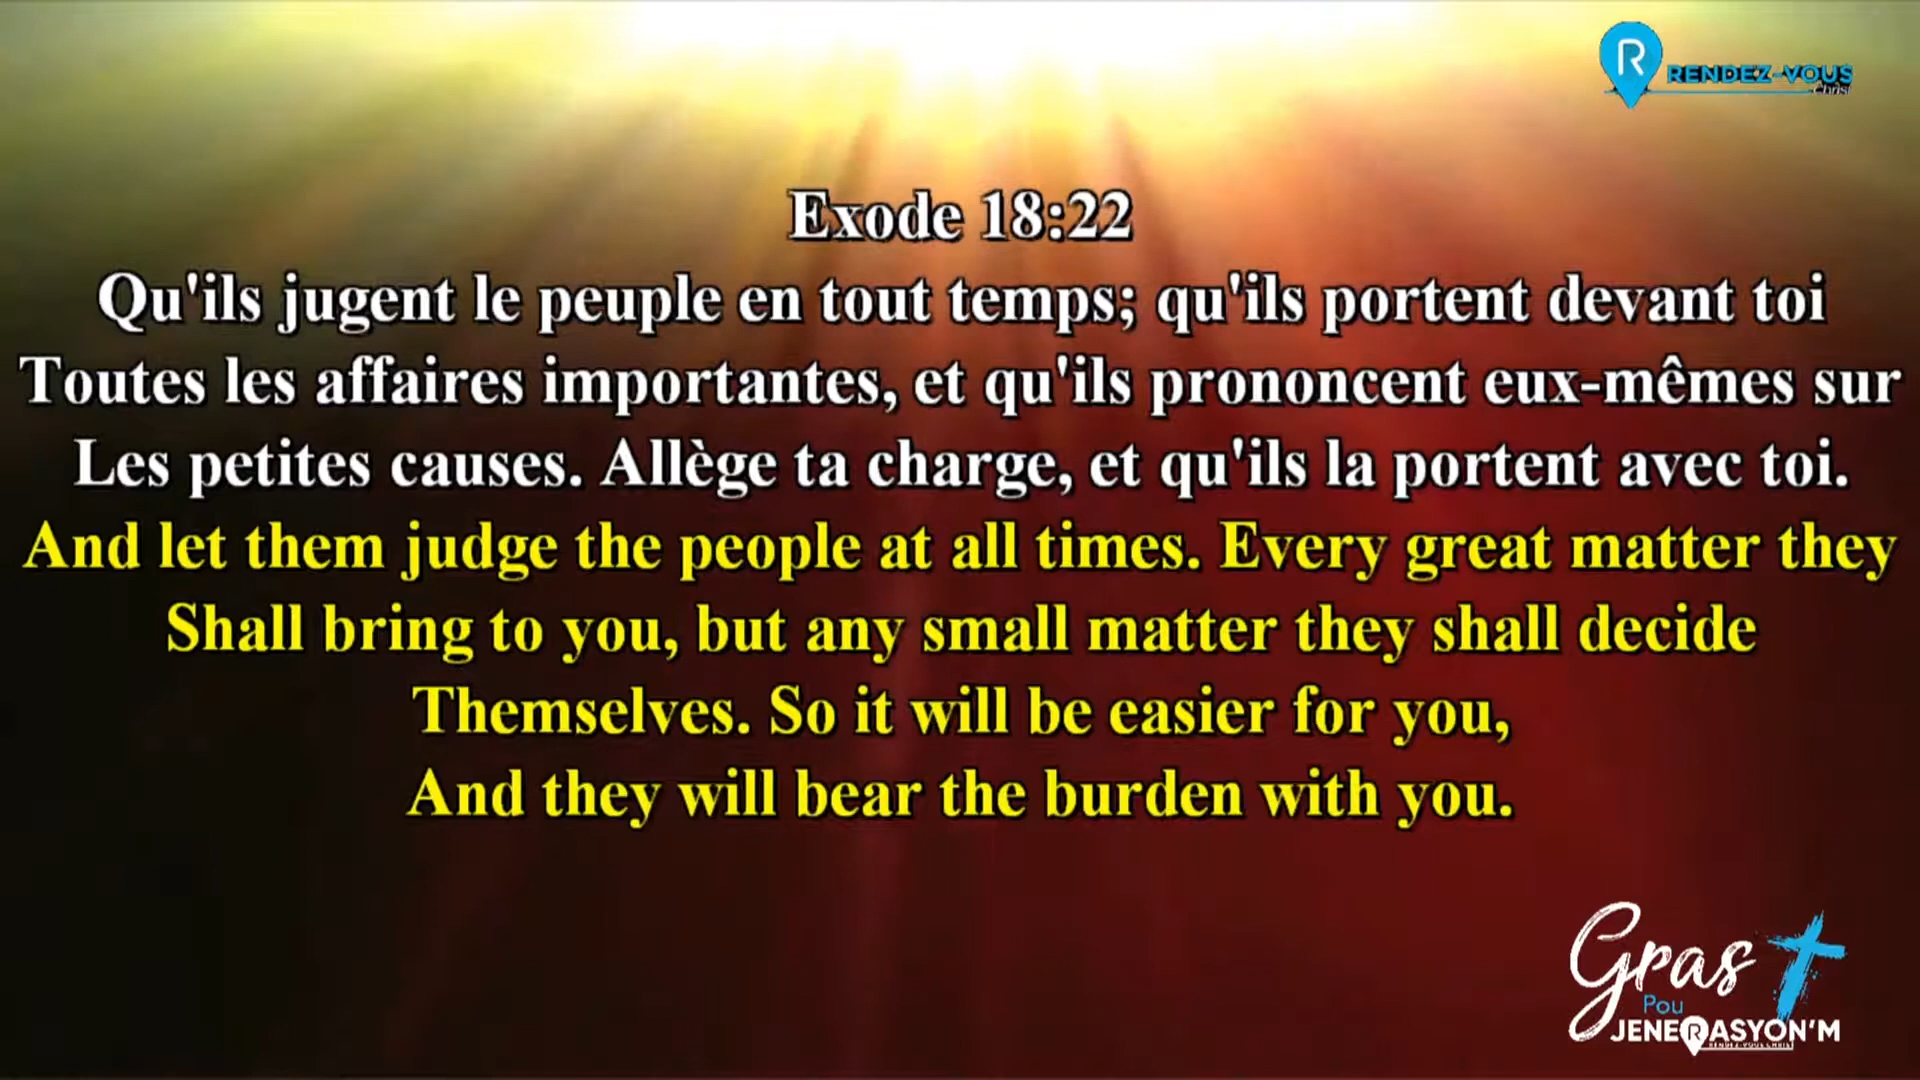 RENDEZ-VOUS
Christ
Exode 18:22
Qu'ils jugent le peuple en tout temps; qu'ils portent devant toi
Toutes les affaires importantes, et qu'ils prononcent eux-mêmes sur
Les petites causes. Allège ta charge, et qu'ils la portent avec toi.
And let them judge the people at all times. Every great matter they
Shall bring to you, but any small matter they shall decide
Themselves. So it will be easier for you,
And they will bear the burden with you.
Gras
Pou
JENERASYON'M
RENDEZ-VOUS CHRIST